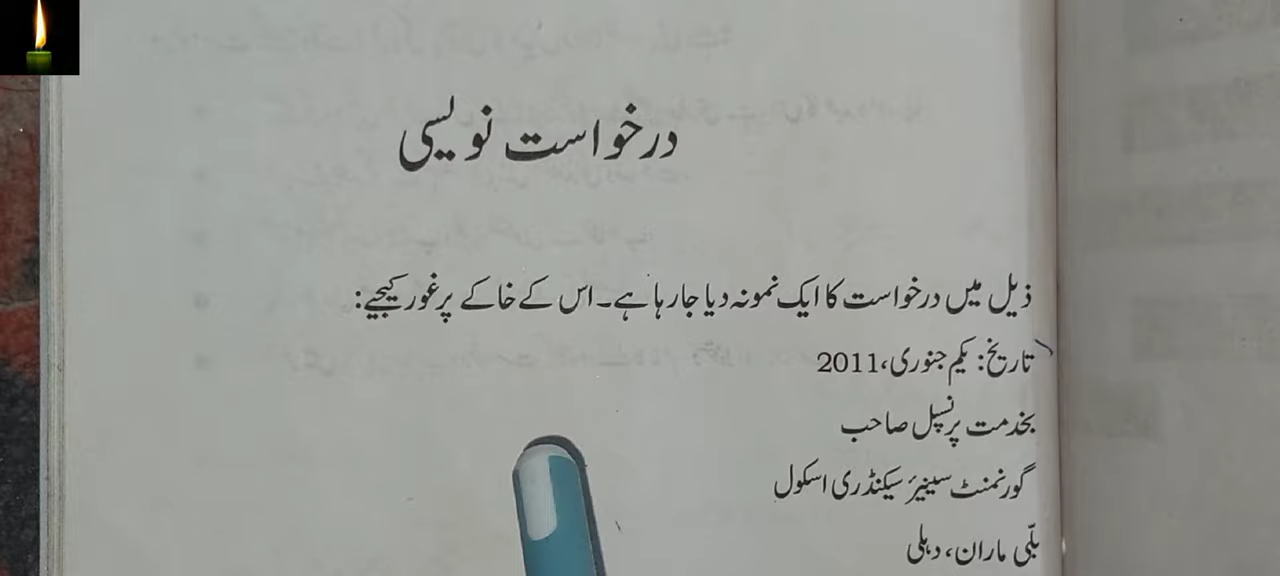 درخواست نویسی
ذیل میں درخواست کا ایک نمونہ دیا جا رہا ہے۔ اس کے خاکے پر غور کیجیے:
تاریخ: یکم جنوری، 2011
بخدمت پرنسپل صاحب
گورنمنٹ سینیئر سیکنڈری اسکول
بلّی ماران، دہلی